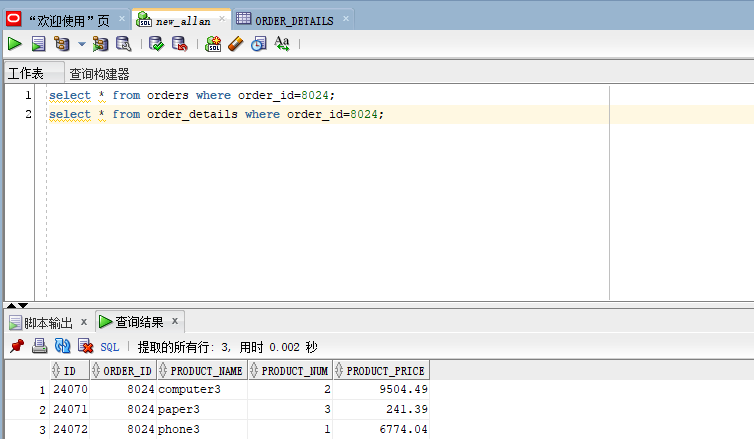 “欢迎使用”页 new_allan ORDER_DETAILS
工作表 查询构建器
1 select * from orders where order_id=8024;
2 select * from order_details where order_id=8024;
脚本输出 x 查询结果 x
SQL | 提取的所有行: 3, 用时 0.002 秒
ID ORDER_ID PRODUCT_NAME PRODUCT_NUM PRODUCT_PRICE
1 24070 8024 computer3 2 9504.49
2 24071 8024 paper3 3 241.39
3 24072 8024 phone3 1 6774.04